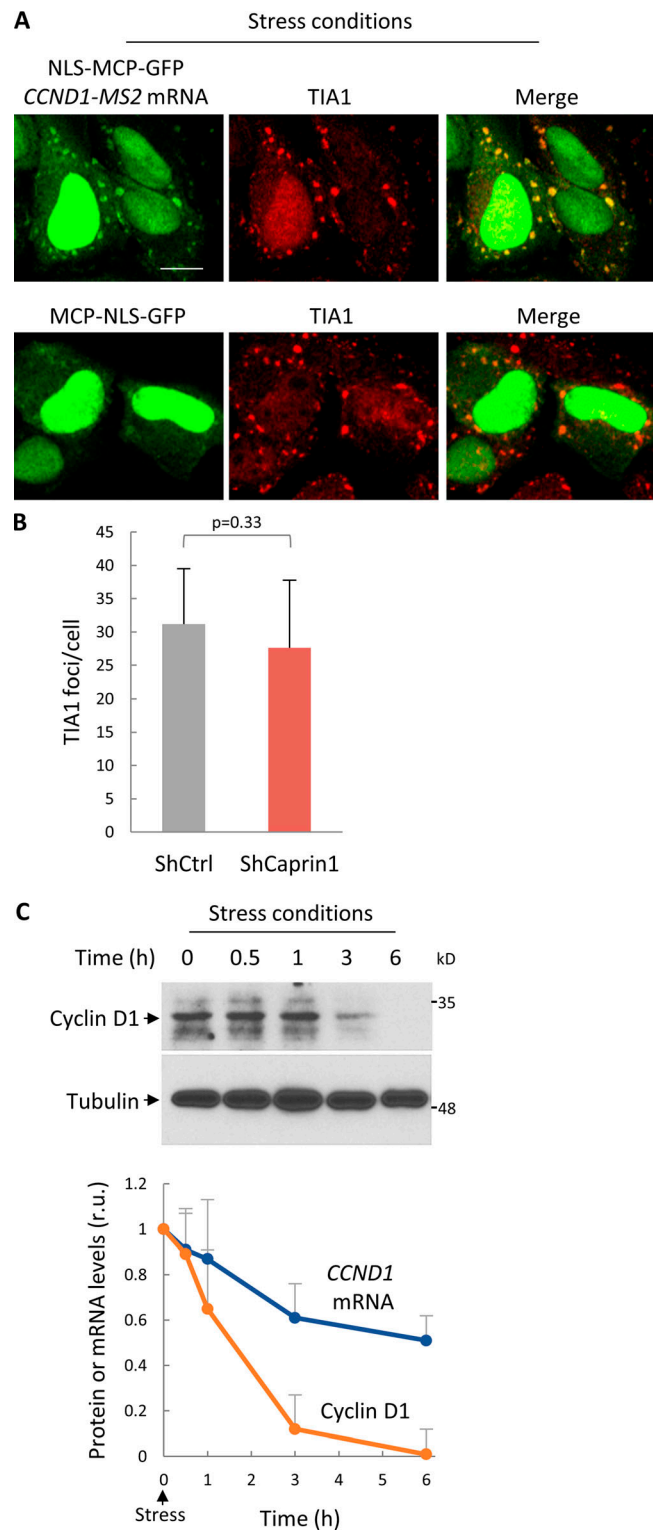 A
Stress conditions
NLS-MCP-GFP
CCND1-MS2 mRNA
TIA1
Merge
MCP-NLS-GFP
TIA1
Merge
B
p=0.33
TIA1 foci/cell
45
40
35
30
25
20
15
10
5
0
ShCtrl
ShCaprin1
C
Stress conditions
Time (h) 0 0.5 1 3 6 kD
Cyclin D1
35
Tubulin
48
Protein or mRNA levels (r.u.)
1.2
1
0.8
0.6
0.4
0.2
0
CCND1
mRNA
Cyclin D1
0 1 2 3 4 5 6
Stress
Time (h)